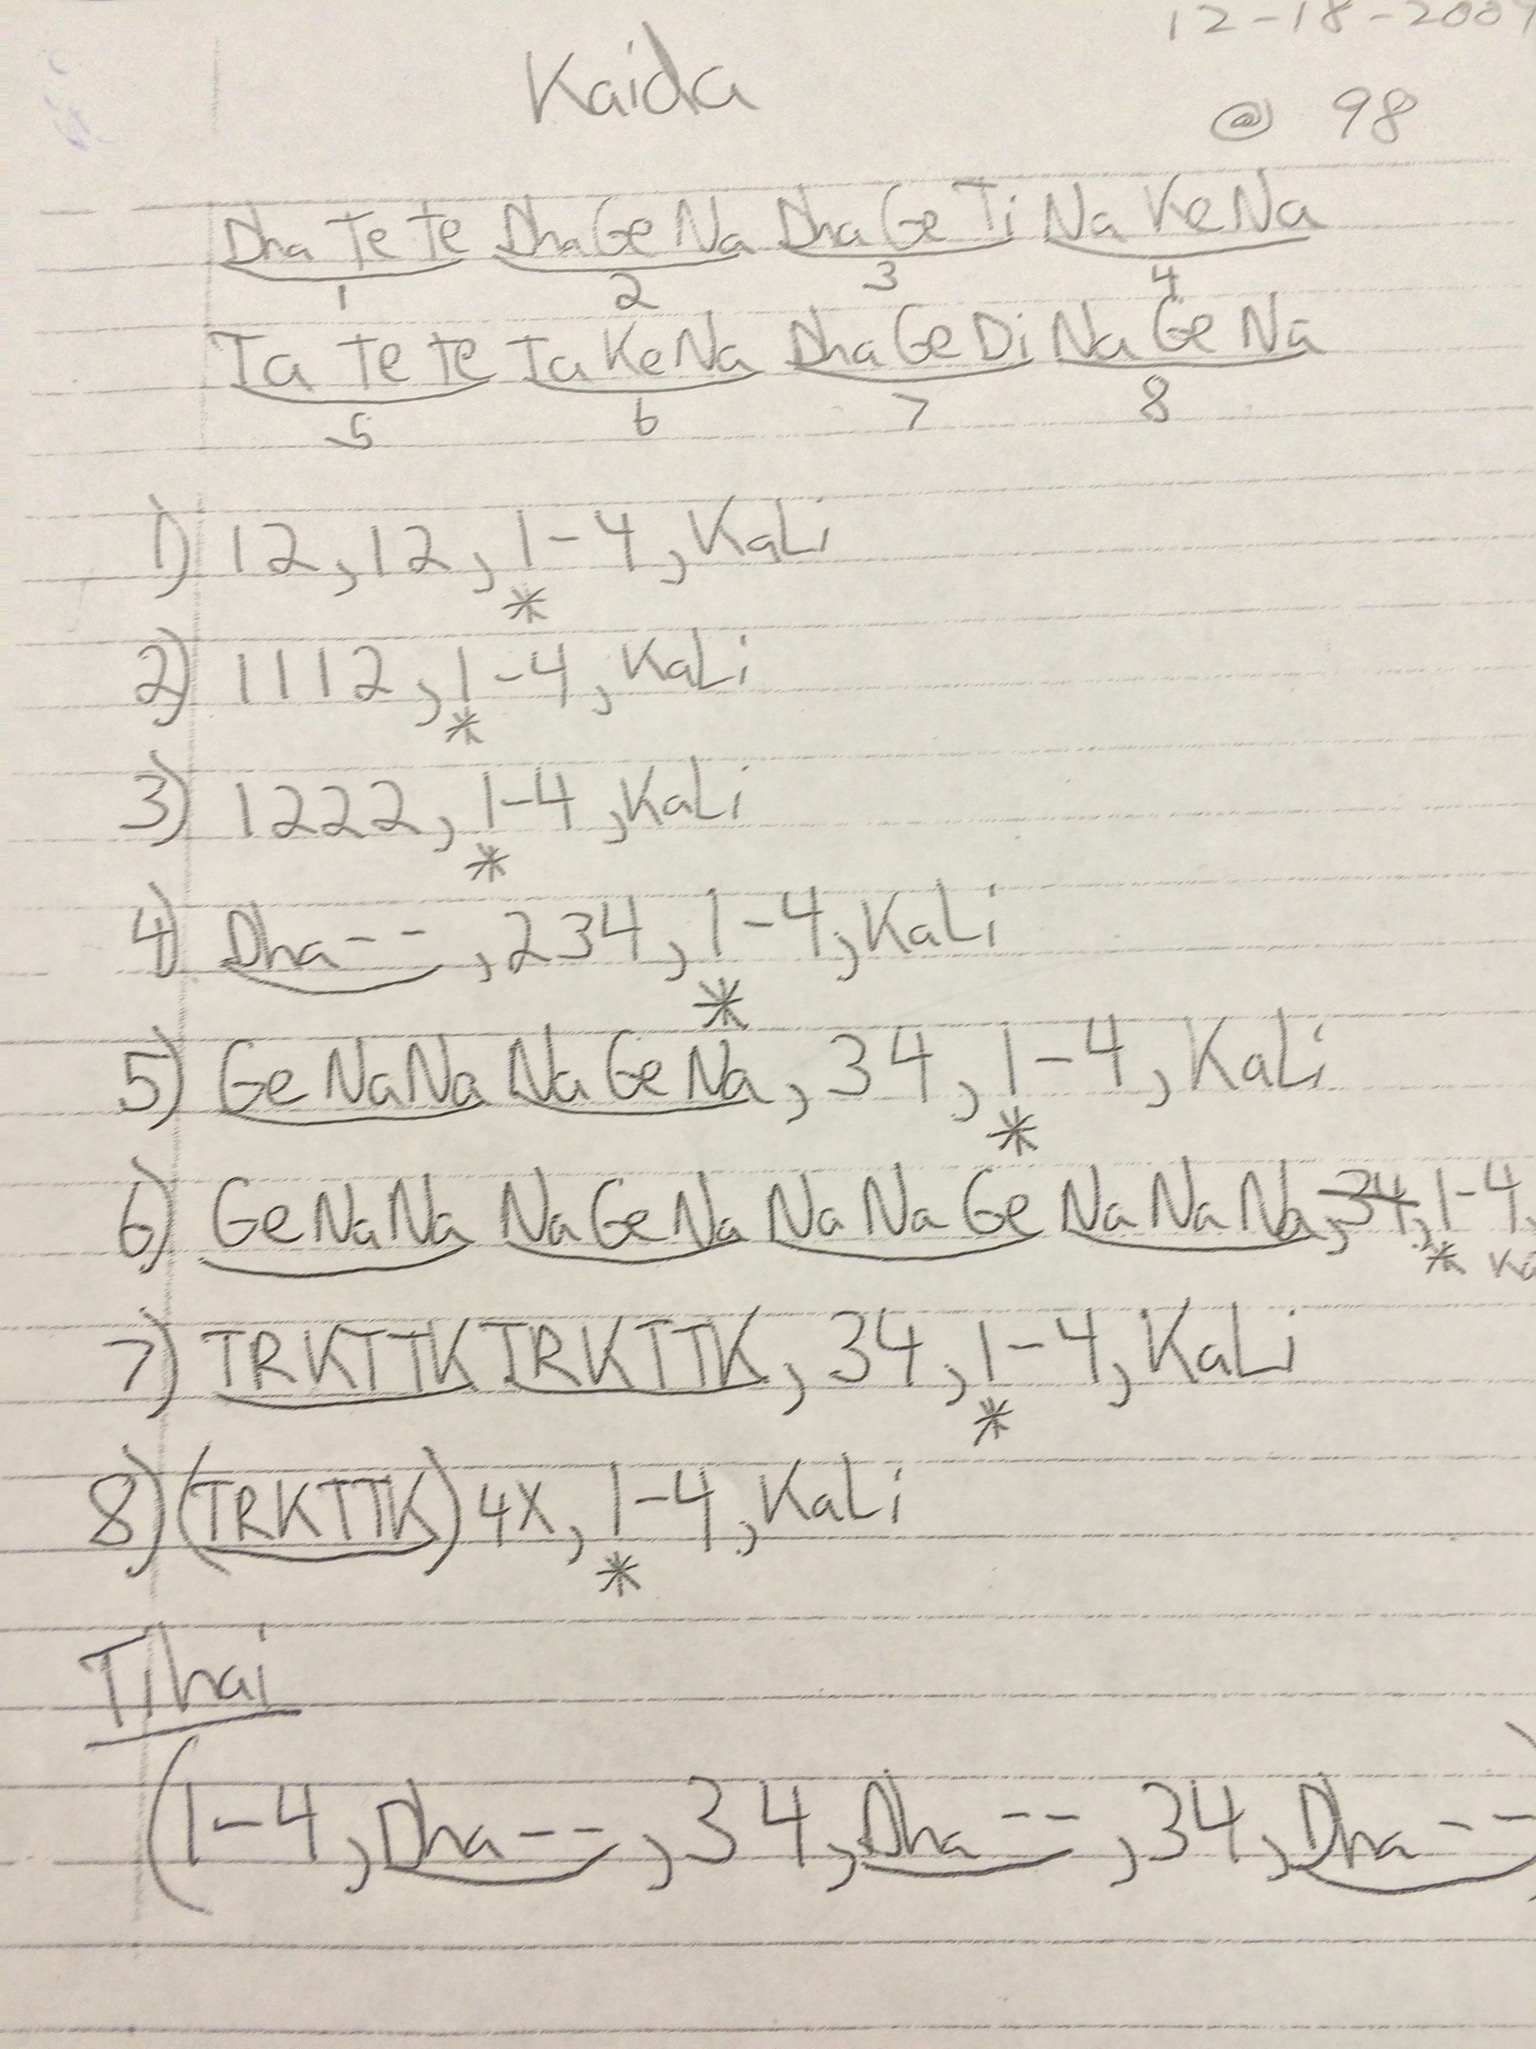 12-18-2009
Kaida
@ 98
Dha Te Te Dha Ge Na Dha Ge Ti Na Ke Na
1 2 3 4
Ta Te Te Ta Ke Na Dha Ge Di Na Ge Na
5 6 7 8
1) 12, 12, 1-4, KaLi
*
2) 1112, 1-4, KaLi
*
3) 1222, 1-4, KaLi
*
4) Dha--, 234, 1-4, KaLi
*
5) Ge Na Na Na Ge Na, 34, 1-4, KaLi
*
6) Ge Na Na Na Ge Na Na Na Ge Na Na Na, 34, 1-4,
* Ka
7) TRKTTK TRKTTK, 34, 1-4, KaLi
*
8) (TRKTTK) 4X, 1-4, KaLi
*
Tihai
(1-4, Dha--, 34, Dha--, 34, Dha--)